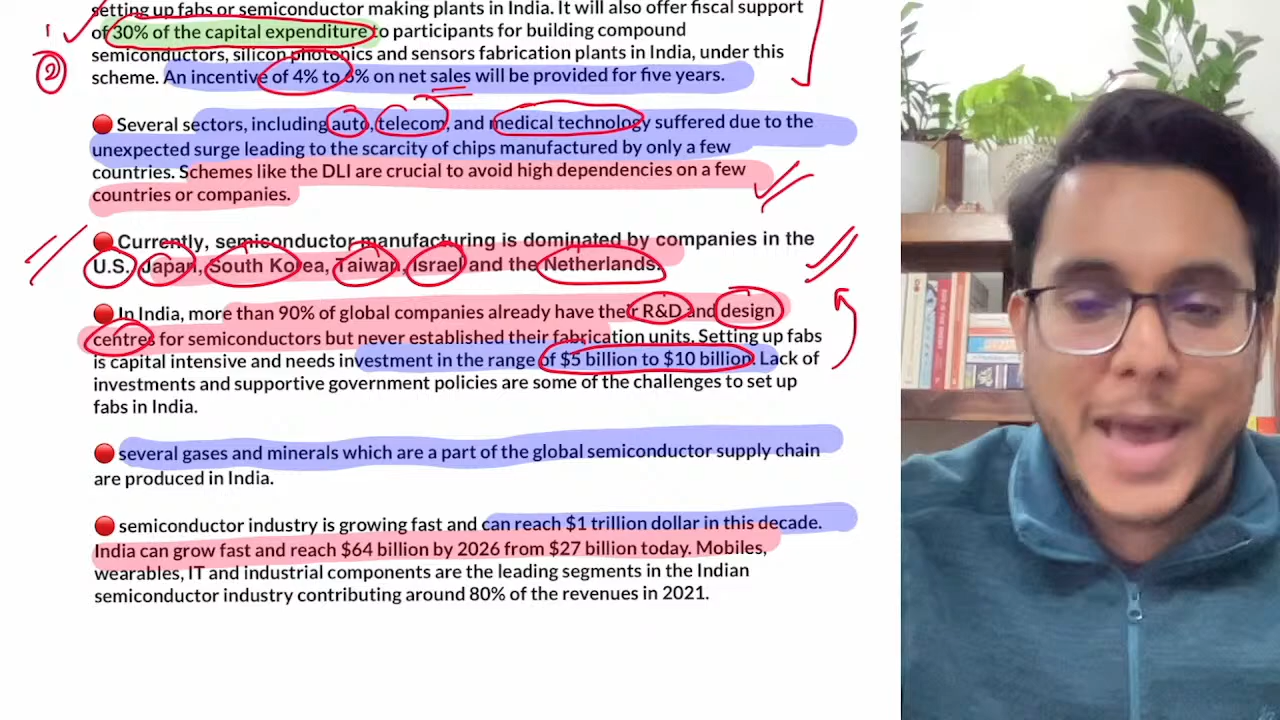 setting up fabs or semiconductor making plants in India. It will also offer fiscal support
of 30% of the capital expenditure to participants for building compound
semiconductors, silicon photonics and sensors fabrication plants in India, under this
scheme. An incentive of 4% to 6% on net sales will be provided for five years.
Several sectors, including auto, telecom, and medical technology suffered due to the
unexpected surge leading to the scarcity of chips manufactured by only a few
countries. Schemes like the DLI are crucial to avoid high dependencies on a few
countries or companies.
Currently, semiconductor manufacturing is dominated by companies in the
U.S., Japan, South Korea, Taiwan, Israel and the Netherlands.
In India, more than 90% of global companies already have their R&D and design
centres for semiconductors but never established their fabrication units. Setting up fabs
is capital intensive and needs investment in the range of $5 billion to $10 billion. Lack of
investments and supportive government policies are some of the challenges to set up
fabs in India.
several gases and minerals which are a part of the global semiconductor supply chain
are produced in India.
semiconductor industry is growing fast and can reach $1 trillion dollar in this decade.
India can grow fast and reach $64 billion by 2026 from $27 billion today. Mobiles,
wearables, IT and industrial components are the leading segments in the Indian
semiconductor industry contributing around 80% of the revenues in 2021.